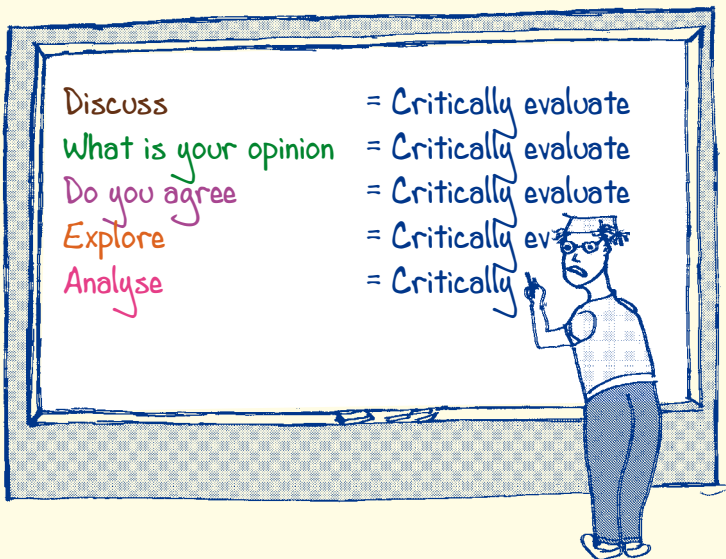 Discuss = Critically evaluate
What is your opinion = Critically evaluate
Do you agree = Critically evaluate
Explore = Critically ev
Analyse = Critically